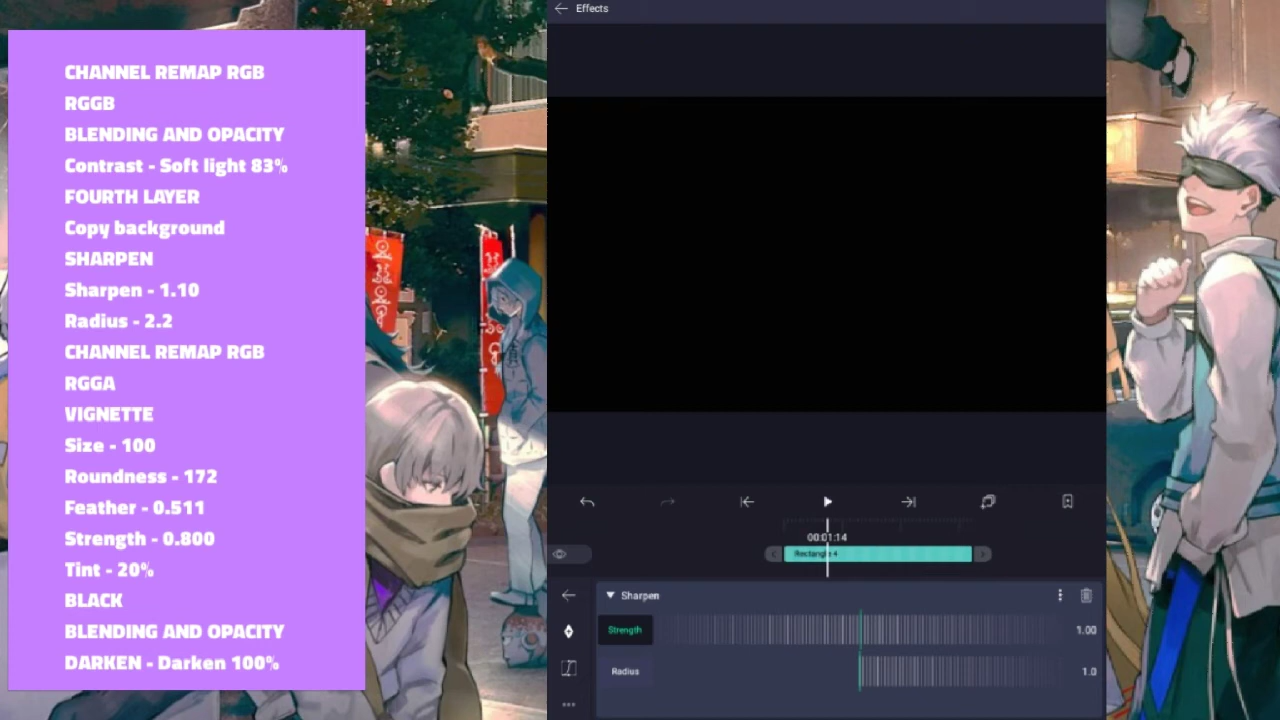 CHANNEL REMAP RGB
RGGB
BLENDING AND OPACITY
Contrast - Soft light 83%
FOURTH LAYER
Copy background
SHARPEN
Sharpen - 1.10
Radius - 2.2
CHANNEL REMAP RGB
RGGA
VIGNETTE
Size - 100
Roundness - 172
Feather - 0.511
Strength - 0.800
Tint - 20%
BLACK
BLENDING AND OPACITY
DARKEN - Darken 100%
Effects
00:01:14
Rectangle 4
Sharpen
Strength 1.00
Radius 1.0